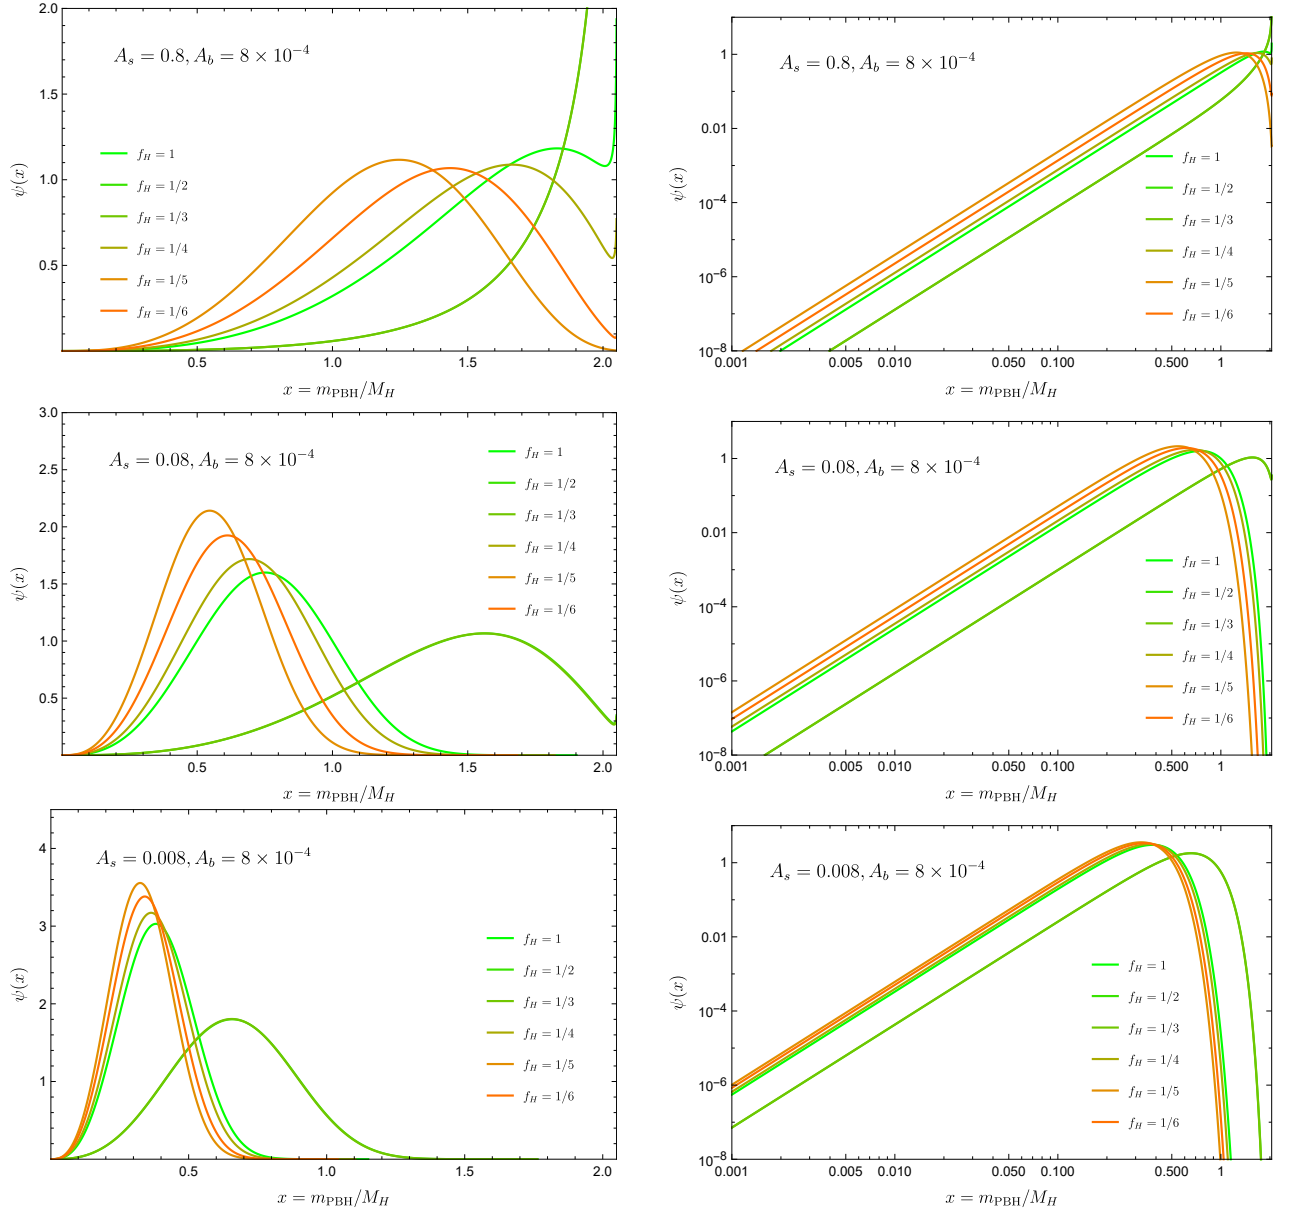 A_s = 0.8, A_b = 8 × 10^−4
ψ(x)
2.0
1.5
1.0
0.5
f_H = 1
f_H = 1/2
f_H = 1/3
f_H = 1/4
f_H = 1/5
f_H = 1/6
0.5 1.0 1.5 2.0
x = m_PBH/M_H
A_s = 0.8, A_b = 8 × 10^−4
ψ(x)
1
0.01
10^−4
10^−6
10^−8
f_H = 1
f_H = 1/2
f_H = 1/3
f_H = 1/4
f_H = 1/5
f_H = 1/6
0.001 0.005 0.010 0.050 0.100 0.500 1
x = m_PBH/M_H
A_s = 0.08, A_b = 8 × 10^−4
ψ(x)
3.0
2.5
2.0
1.5
1.0
0.5
f_H = 1
f_H = 1/2
f_H = 1/3
f_H = 1/4
f_H = 1/5
f_H = 1/6
0.5 1.0 1.5 2.0
x = m_PBH/M_H
A_s = 0.08, A_b = 8 × 10^−4
ψ(x)
1
0.01
10^−4
10^−6
10^−8
f_H = 1
f_H = 1/2
f_H = 1/3
f_H = 1/4
f_H = 1/5
f_H = 1/6
0.001 0.005 0.010 0.050 0.100 0.500 1
x = m_PBH/M_H
A_s = 0.008, A_b = 8 × 10^−4
ψ(x)
4
3
2
1
f_H = 1
f_H = 1/2
f_H = 1/3
f_H = 1/4
f_H = 1/5
f_H = 1/6
0.5 1.0 1.5 2.0
x = m_PBH/M_H
A_s = 0.008, A_b = 8 × 10^−4
ψ(x)
1
0.01
10^−4
10^−6
10^−8
f_H = 1
f_H = 1/2
f_H = 1/3
f_H = 1/4
f_H = 1/5
f_H = 1/6
0.001 0.005 0.010 0.050 0.100 0.500 1
x = m_PBH/M_H